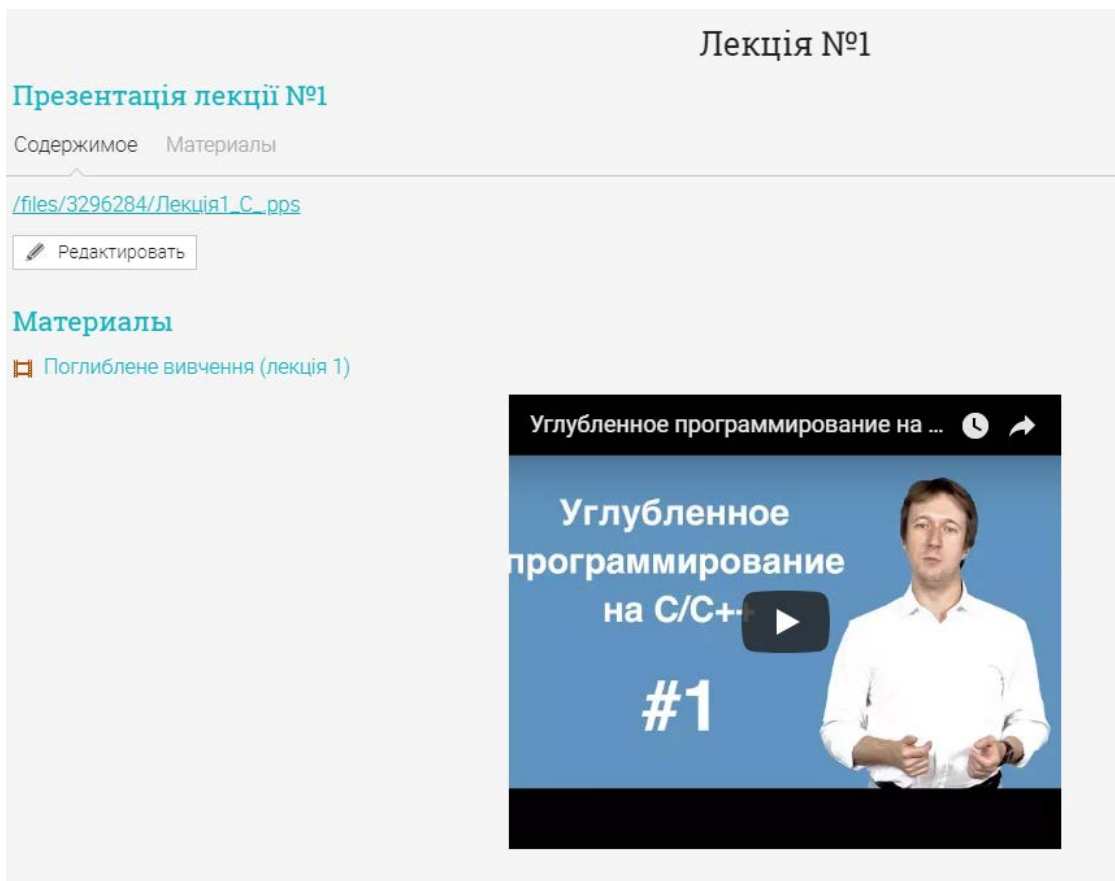 Лекція №1
Презентація лекції №1
Содержимое Материалы
/files/3296284/Лекція1_C_.pps
Редактировать
Материалы
Поглиблене вивчення (лекція 1)
Углубленное программирование на ...
Углубленное
программирование
на C/C++
#1